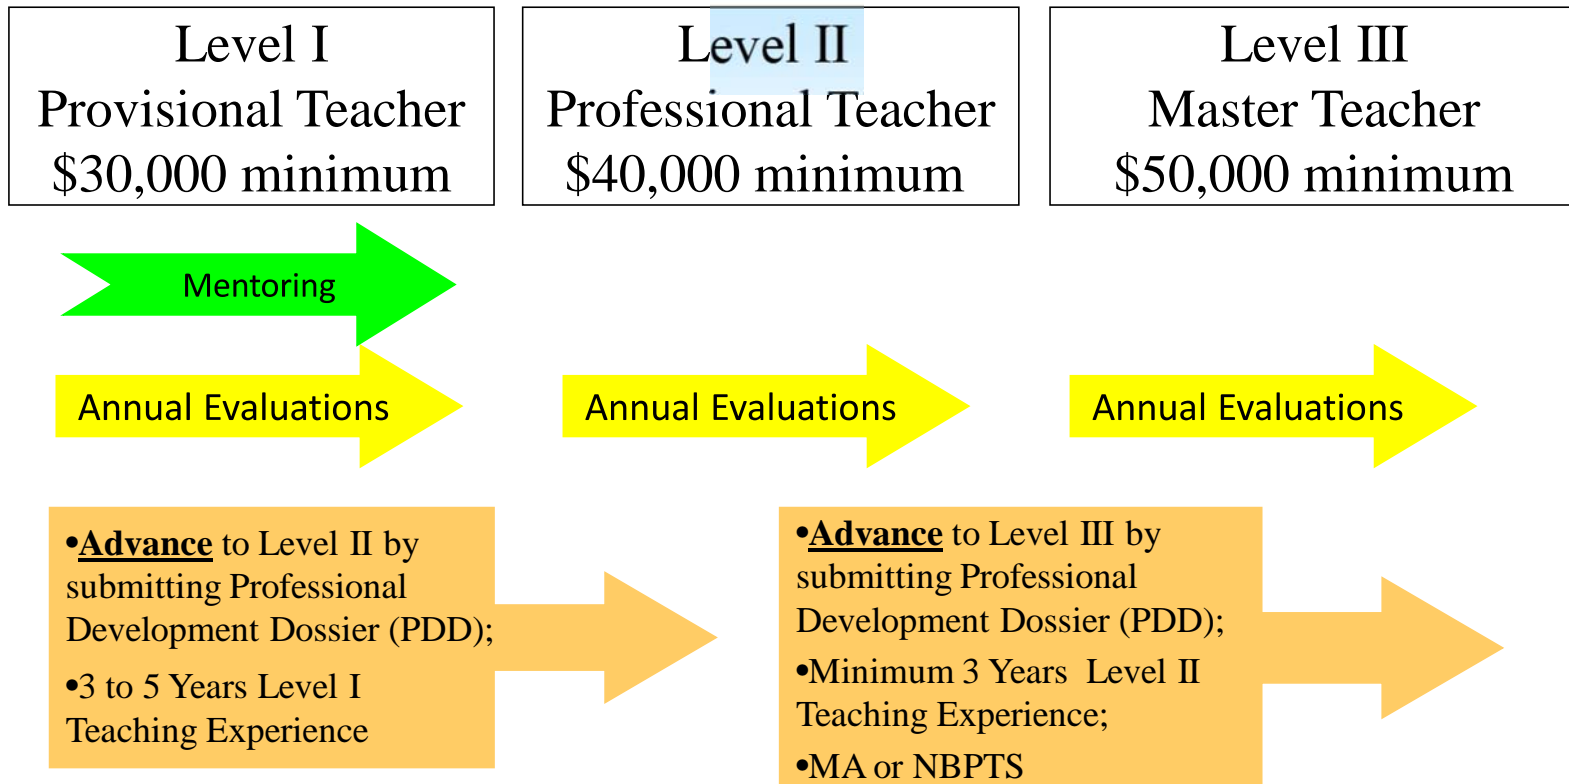 Level I
Provisional Teacher
$30,000 minimum
Level II
Professional Teacher
$40,000 minimum
Level III
Master Teacher
$50,000 minimum
Mentoring
Annual Evaluations
Annual Evaluations
Annual Evaluations
•Advance to Level II by
submitting Professional
Development Dossier (PDD);
•3 to 5 Years Level I
Teaching Experience
•Advance to Level III by
submitting Professional
Development Dossier (PDD);
•Minimum 3 Years  Level II
Teaching Experience;
•MA or NBPTS